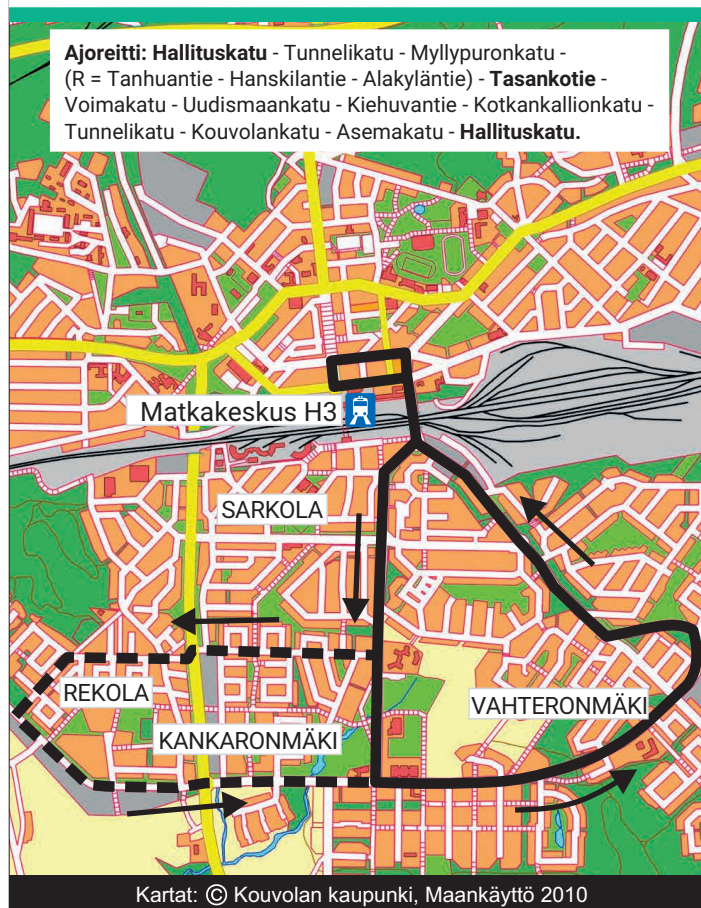 Ajoreitti: Hallituskatu - Tunnelikatu - Myllypuronkatu -
(R = Tanhuantie - Hanskilantie - Alakyläntie) - Tasankotie -
Voimakatu - Uudismaankatu - Kiehuvantie - Kotkankallionkatu -
Tunnelikatu - Kouvolankatu - Asemakatu - Hallituskatu.
Matkakeskus H3
SARKOLA
REKOLA
VAHTERONMÄKI
KANKARONMÄKI
Kartat: © Kouvolan kaupunki, Maankäyttö 2010